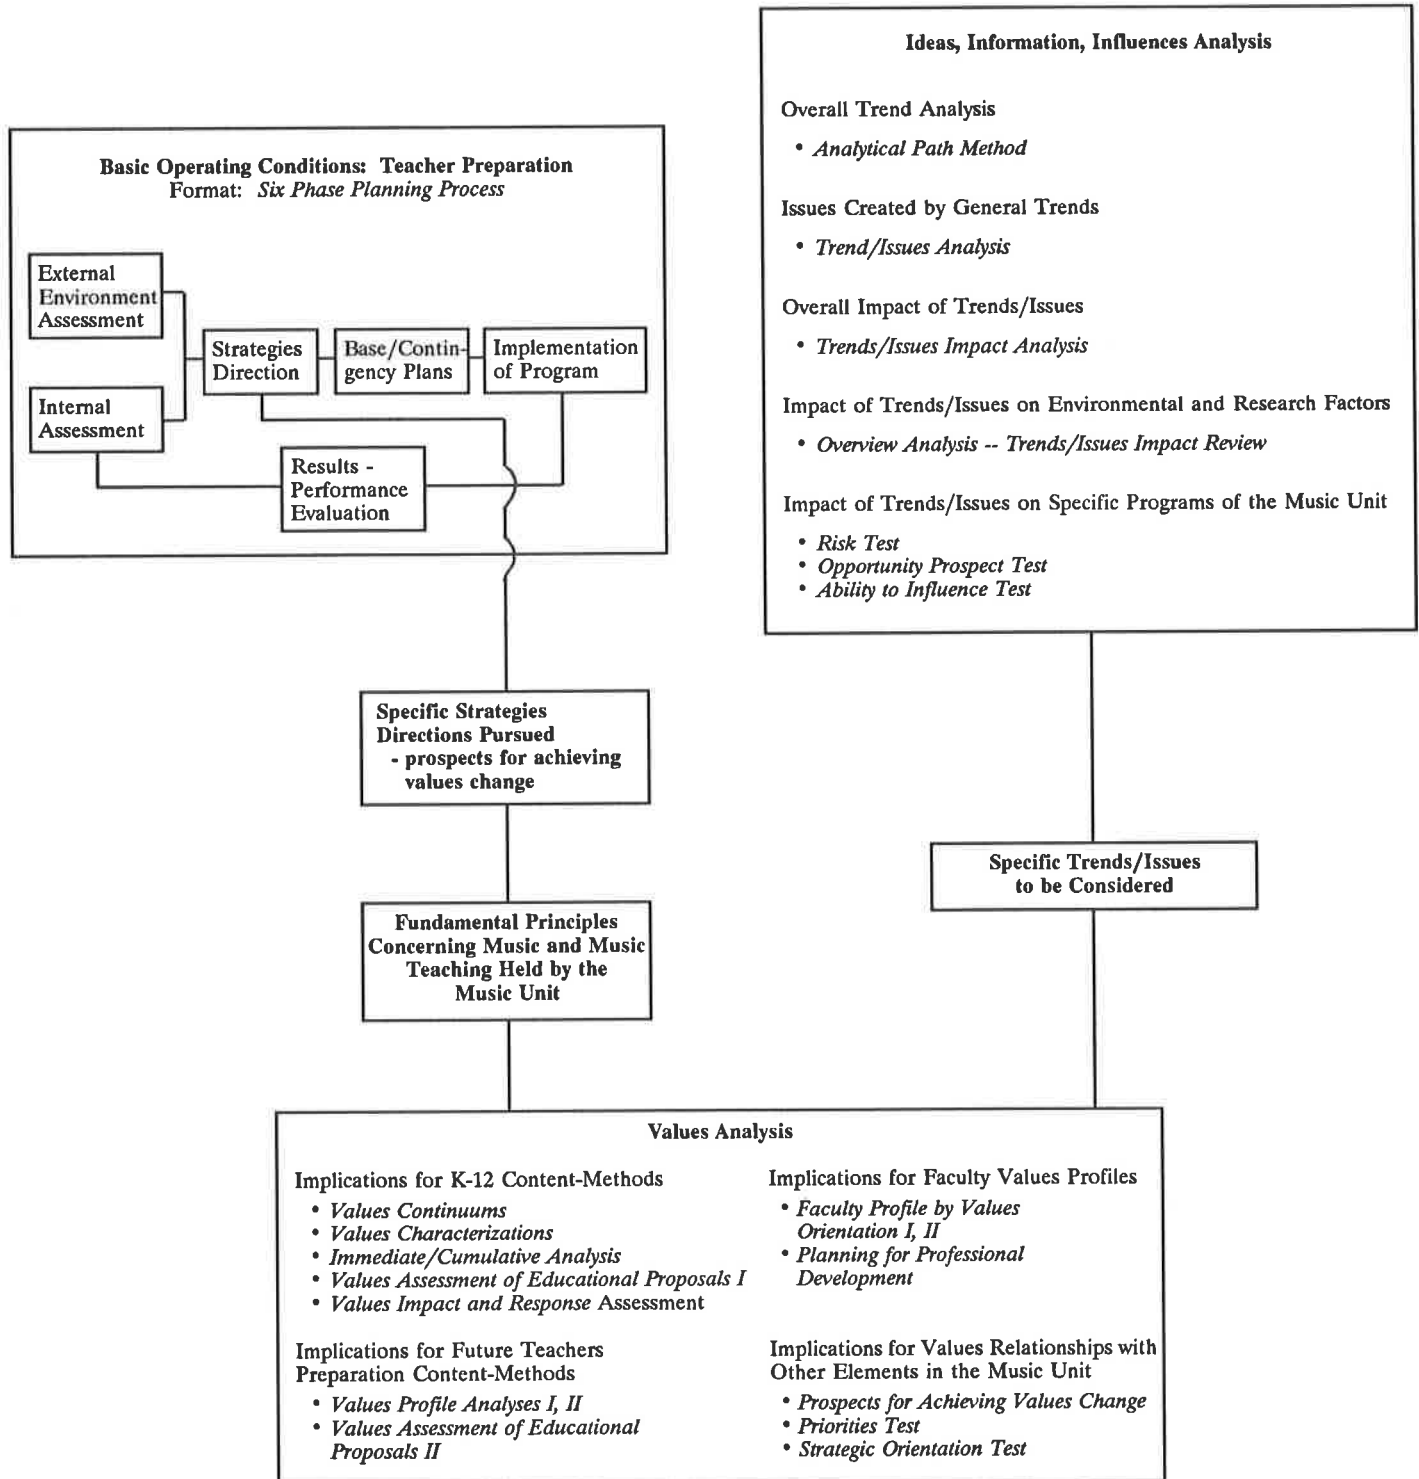 Ideas, Information, Influences Analysis
Overall Trend Analysis
• Analytical Path Method
Issues Created by General Trends
• Trend/Issues Analysis
Overall Impact of Trends/Issues
• Trends/Issues Impact Analysis
Impact of Trends/Issues on Environmental and Research Factors
• Overview Analysis -- Trends/Issues Impact Review
Impact of Trends/Issues on Specific Programs of the Music Unit
• Risk Test
• Opportunity Prospect Test
• Ability to Influence Test
Basic Operating Conditions: Teacher Preparation
Format: Six Phase Planning Process
External
Environment
Assessment
Internal
Assessment
Strategies
Direction
Base/Contin-
gency Plans
Implementation
of Program
Results -
Performance
Evaluation
Specific Strategies
Directions Pursued
- prospects for achieving
values change
Fundamental Principles
Concerning Music and Music
Teaching Held by the
Music Unit
Specific Trends/Issues
to be Considered
Values Analysis
Implications for K-12 Content-Methods
• Values Continuums
• Values Characterizations
• Immediate/Cumulative Analysis
• Values Assessment of Educational Proposals I
• Values Impact and Response Assessment
Implications for Future Teachers
Preparation Content-Methods
• Values Profile Analyses I, II
• Values Assessment of Educational
Proposals II
Implications for Faculty Values Profiles
• Faculty Profile by Values
Orientation I, II
• Planning for Professional
Development
Implications for Values Relationships with
Other Elements in the Music Unit
• Prospects for Achieving Values Change
• Priorities Test
• Strategic Orientation Test